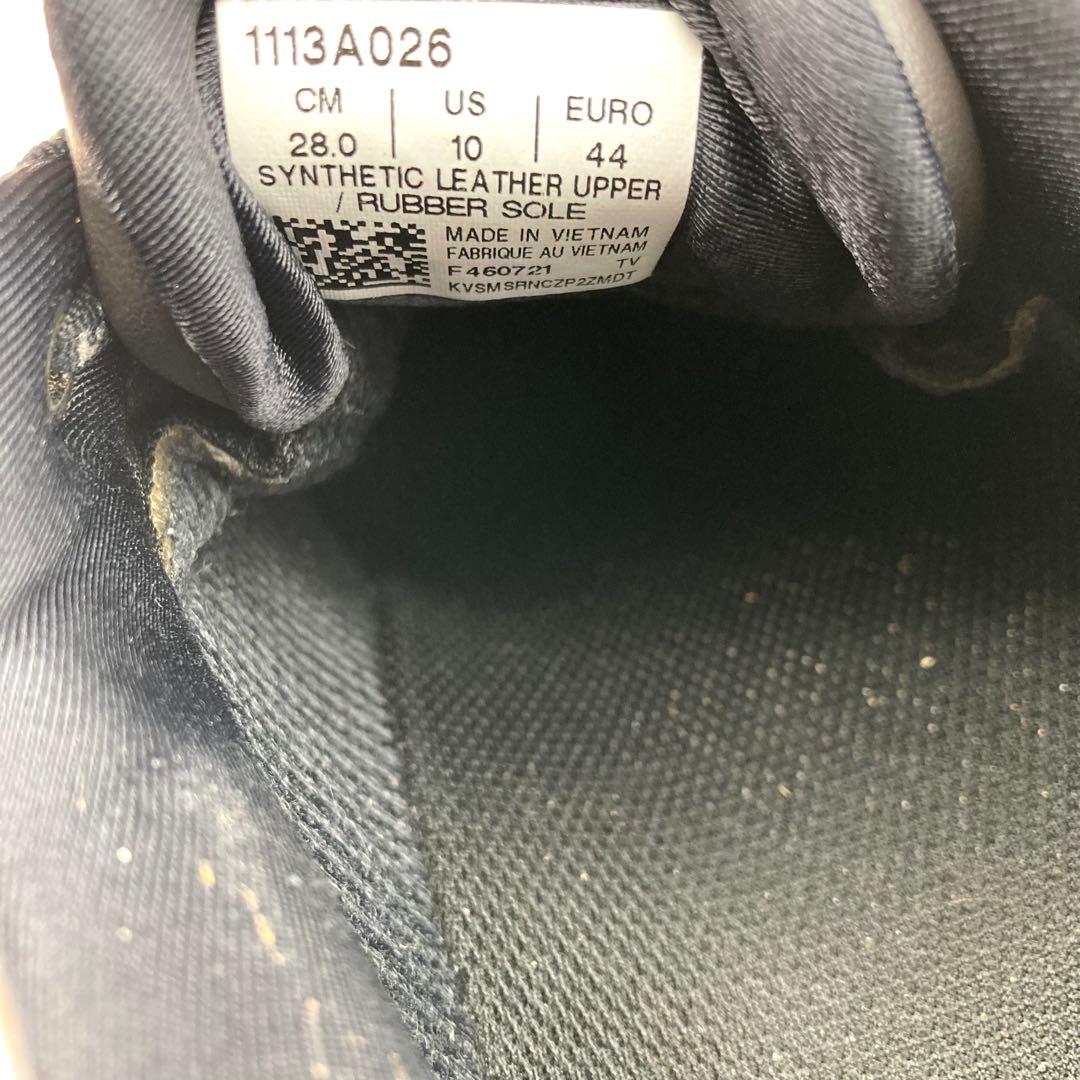 1113A026
CM | US | EURO
28.0 | 10 | 44
SYNTHETIC LEATHER UPPER
/ RUBBER SOLE
MADE IN VIETNAM
FABRIQUE AU VIETNAM
F460721 TV
KVSMSRNCZP2ZMDT